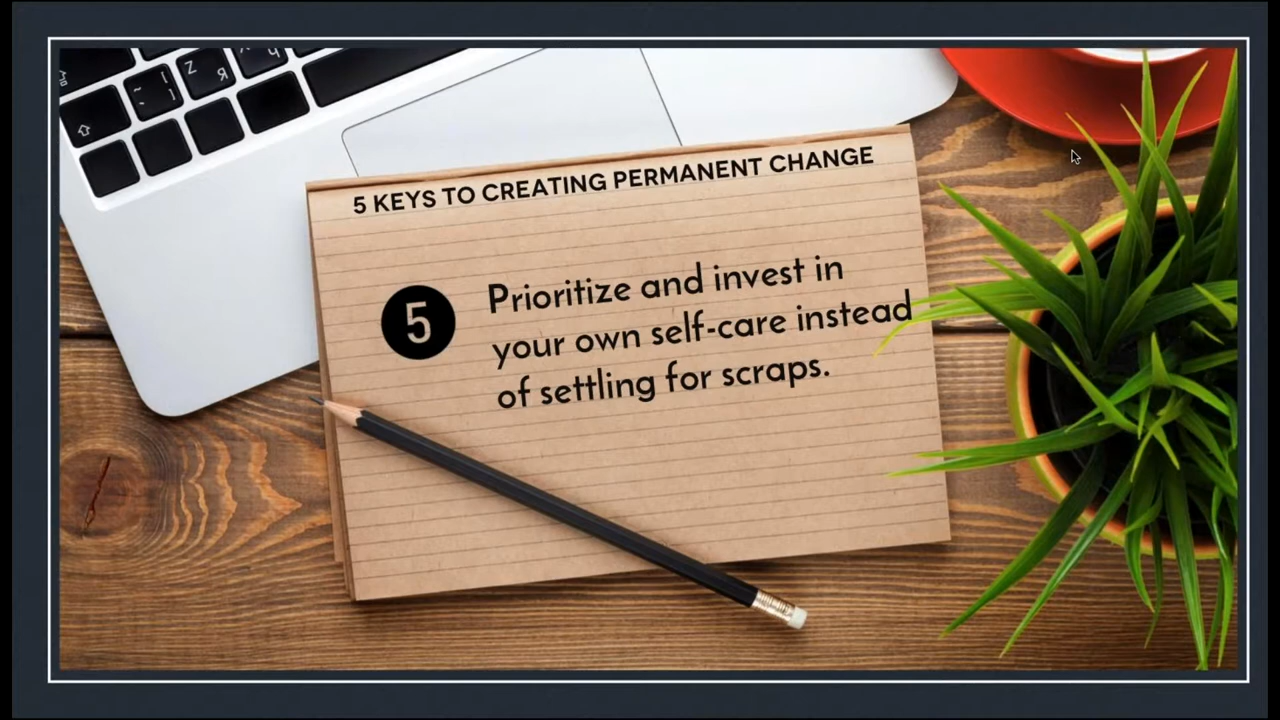 5 KEYS TO CREATING PERMANENT CHANGE
5
Prioritize and invest in
your own self-care instead
of settling for scraps.
Z
Я